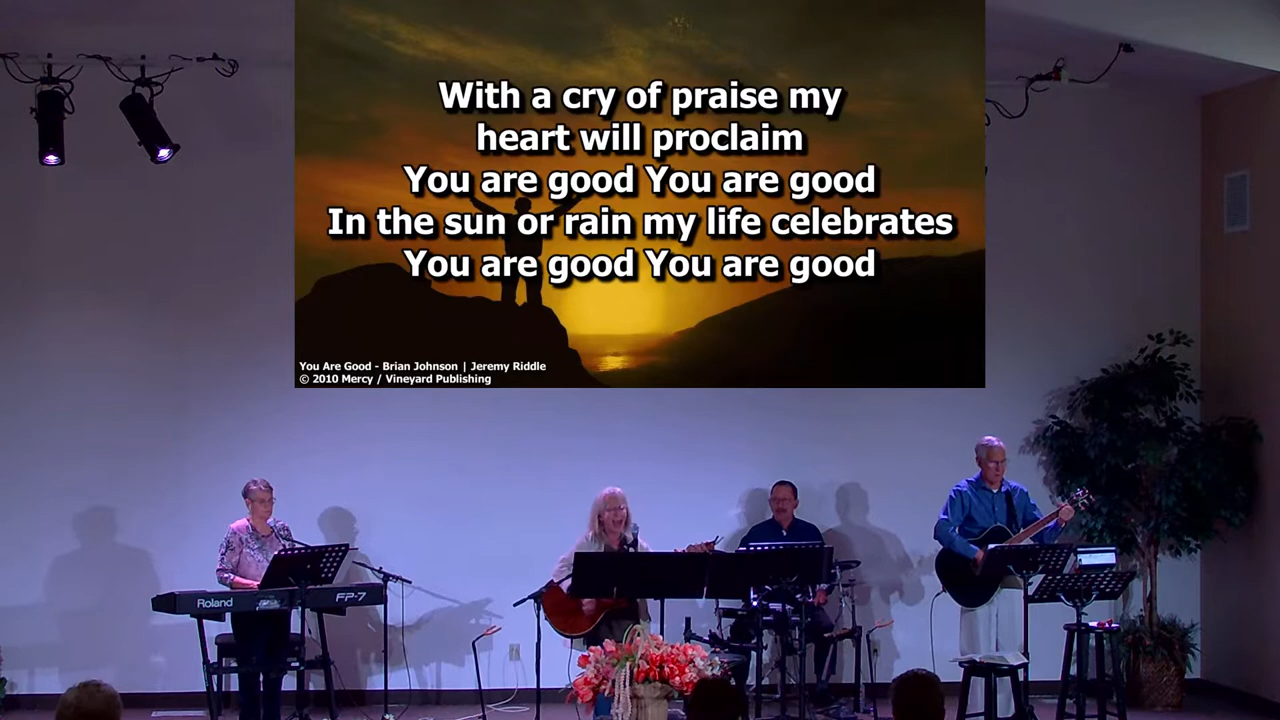 With a cry of praise my
heart will proclaim
You are good You are good
In the sun or rain my life celebrates
You are good You are good
You Are Good - Brian Johnson | Jeremy Riddle
© 2010 Mercy / Vineyard Publishing
Roland FP-7